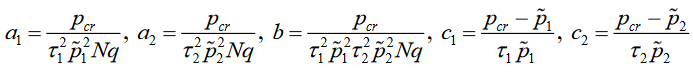 a₁ = p_cr / (τ₁² p̃₁² Nq), a₂ = p_cr / (τ₂² p̃₂² Nq), b = p_cr / (τ₁² p̃₁² τ₂² p̃₂² Nq), c₁ = (p_cr − p̃₁) / (τ₁ p̃₁), c₂ = (p_cr − p̃₂) / (τ₂ p̃₂)